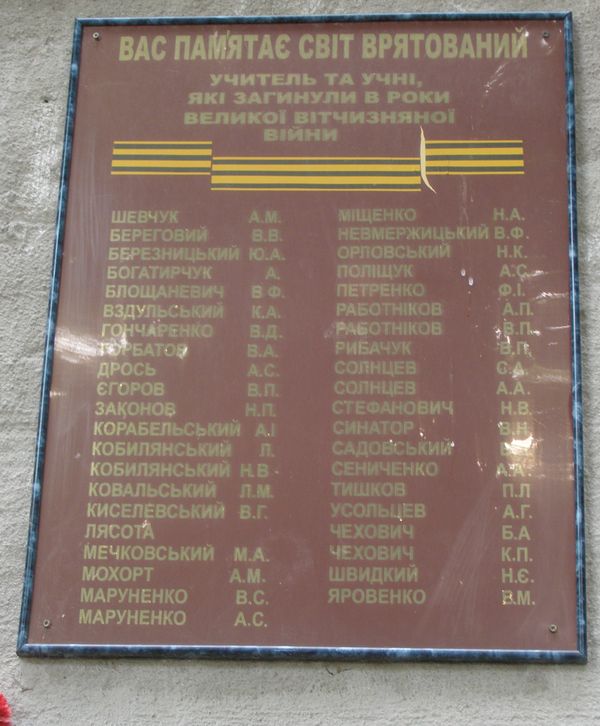 ВАС ПАМЯТАЄ СВІТ ВРЯТОВАНИЙ
УЧИТЕЛЬ ТА УЧНІ,
ЯКІ ЗАГИНУЛИ В РОКИ
ВЕЛИКОЇ ВІТЧИЗНЯНОЇ
ВІЙНИ
ШЕВЧУК А.М.
БЕРЕГОВИЙ В.В.
БЕРЕЗНИЦЬКИЙ Ю.А.
БОГАТИРЧУК А.
БЛОЩАНЕВИЧ В Ф.
ВЗДУЛЬСЬКИЙ К.А.
ГОНЧАРЕНКО В.Д.
ГОРБАТОВ В.А.
ДРОСЬ А.С.
ЄГОРОВ В.П.
ЗАКОНОВ Н.П.
КОРАБЕЛЬСЬКИЙ А.І
КОБИЛЯНСЬКИЙ Л.
КОБИЛЯНСЬКИЙ Н.В
КОВАЛЬСЬКИЙ Л.М.
КИСЕЛЕВСЬКИЙ В.Г.
ЛЯСОТА
МЕЧКОВСЬКИЙ М.А.
МОХОРТ А.М.
МАРУНЕНКО В.С.
МАРУНЕНКО А.С.
МІЩЕНКО Н.А.
НЕВМЕРЖИЦЬКИЙ В.Ф.
ОРЛОВСЬКИЙ Н.К.
ПОЛІЩУК А.С.
ПЕТРЕНКО Ф.І.
РАБОТНІКОВ А.П.
РАБОТНІКОВ В.П.
РИБАЧУК
СОЛНЦЕВ С.А.
СОЛНЦЕВ А.А.
СТЕФАНОВИЧ Н.В.
СИНАТОР В.Н.
САДОВСЬКИЙ
СЕНИЧЕНКО
ТИШКОВ П.Л
УСОЛЬЦЕВ А.Г.
ЧЕХОВИЧ Б.А
ЧЕХОВИЧ К.П.
ШВИДКИЙ Н.Є.
ЯРОВЕНКО В.М.